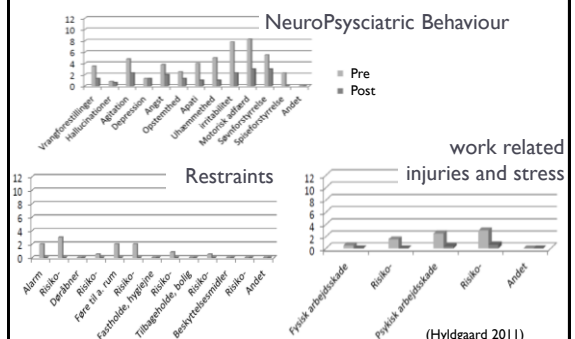 NeuroPsysciatric Behaviour
12
10
8
6
4
2
0
Vrangforestillinger
Hallucinationer
Agitation
Depression
Angst
Opstemthed
Apati
Uhæmmethed
irritabilitet
Motorisk adfærd
Søvnforstyrrelse
Spiseforstyrrelse
Andet
Pre
Post
Restraints
12
10
8
6
4
2
0
Alarm
Risiko-
Døråbner
Risiko-
Føre til a. rum
Risiko-
Fastholde, hygiejne
Risiko-
Tilbageholde, bolig
Risiko-
Beskyttelsesmidler
Risiko-
Andet
work related
injuries and stress
12
10
8
6
4
2
0
Fysisk arbejdsskade
Risiko-
Psykisk arbejdsskade
Risiko-
Andet
(Hyldgaard 2011)